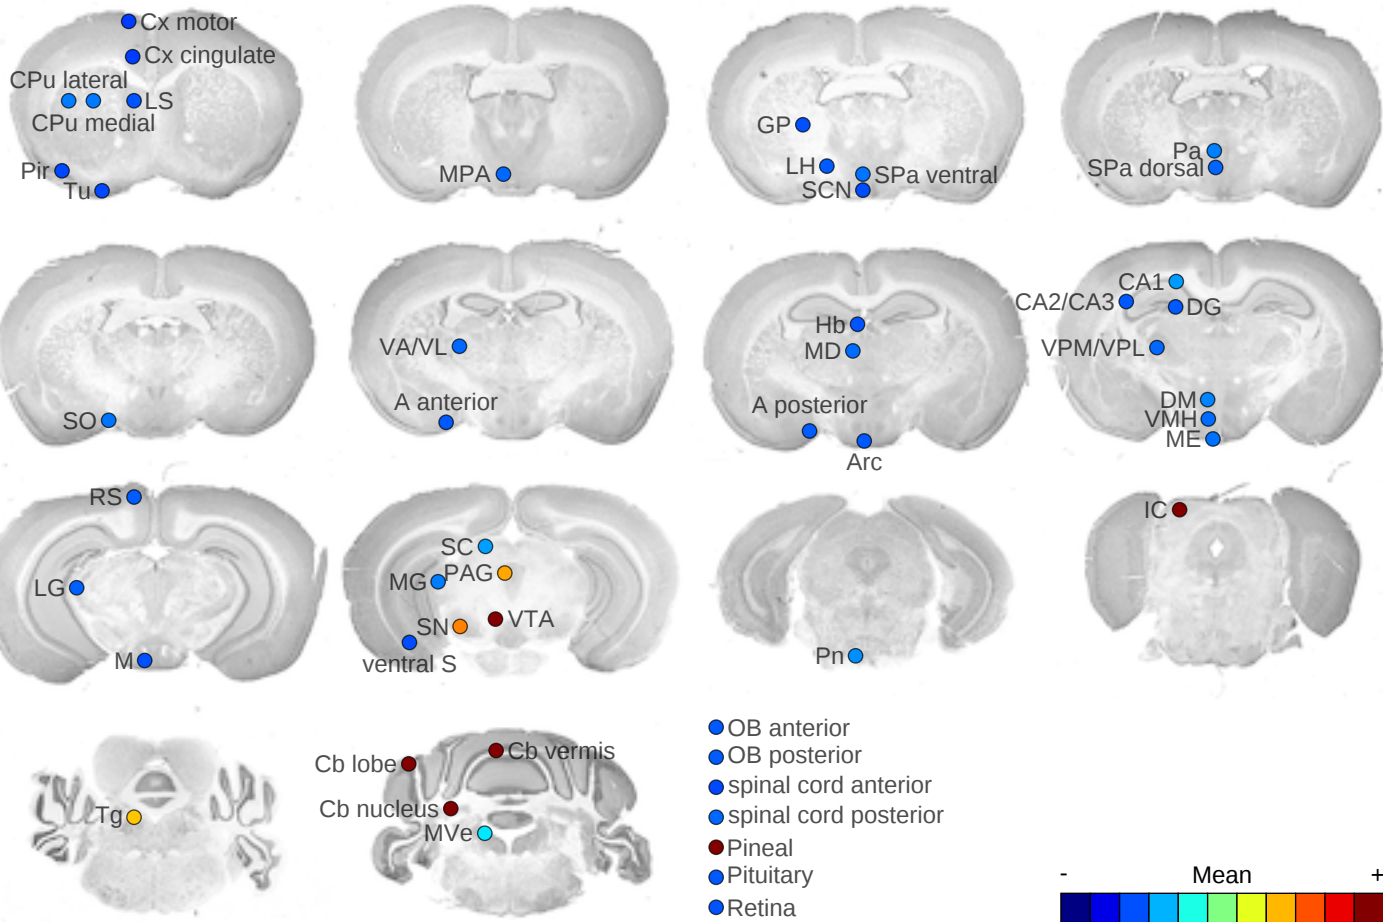 Cx motor
Cx cingulate
CPu lateral
LS
CPu medial
Pir
Tu
MPA
GP
LH
SPa ventral
SCN
Pa
SPa dorsal
SO
VA/VL
A anterior
Hb
MD
A posterior
Arc
CA1
CA2/CA3
DG
VPM/VPL
DM
VMH
ME
RS
LG
M
SC
PAG
MG
VTA
SN
ventral S
Pn
IC
Tg
Cb vermis
Cb lobe
Cb nucleus
MVe
OB anterior
OB posterior
spinal cord anterior
spinal cord posterior
Pineal
Pituitary
Retina
- Mean +